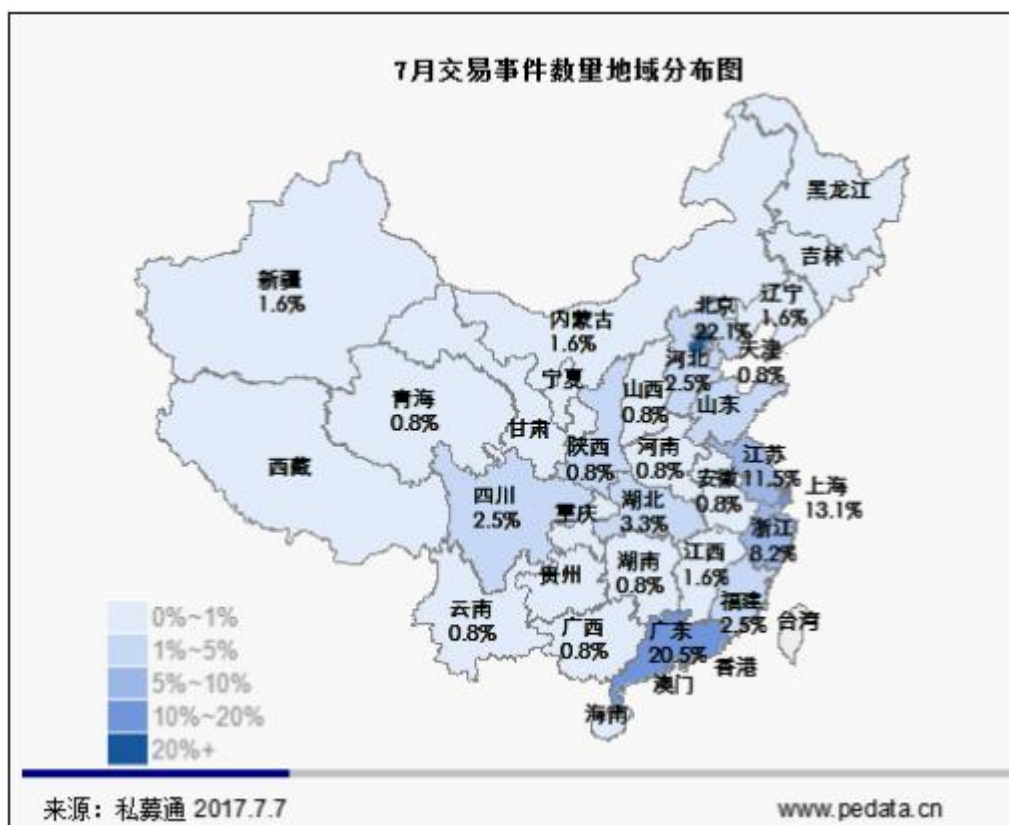 7月交易事件数量地域分布图
黑龙江
吉林
新疆
1.6%
辽宁
1.6%
北京
22.1%
内蒙古
1.6%
天津
0.8%
河北
2.5%
宁夏
山西
0.8%
青海
0.8%
山东
甘肃
陕西
0.8%
河南
0.8%
江苏
11.5%
西藏
安徽
0.8%
上海
13.1%
四川
2.5%
重庆
湖北
3.3%
浙江
8.2%
江西
1.6%
湖南
0.8%
贵州
福建
2.5%
云南
0.8%
台湾
广西
0.8%
广东
20.5%
香港
澳门
海南
0%~1%
1%~5%
5%~10%
10%~20%
20%+
来源：私募通 2017.7.7
www.pedata.cn